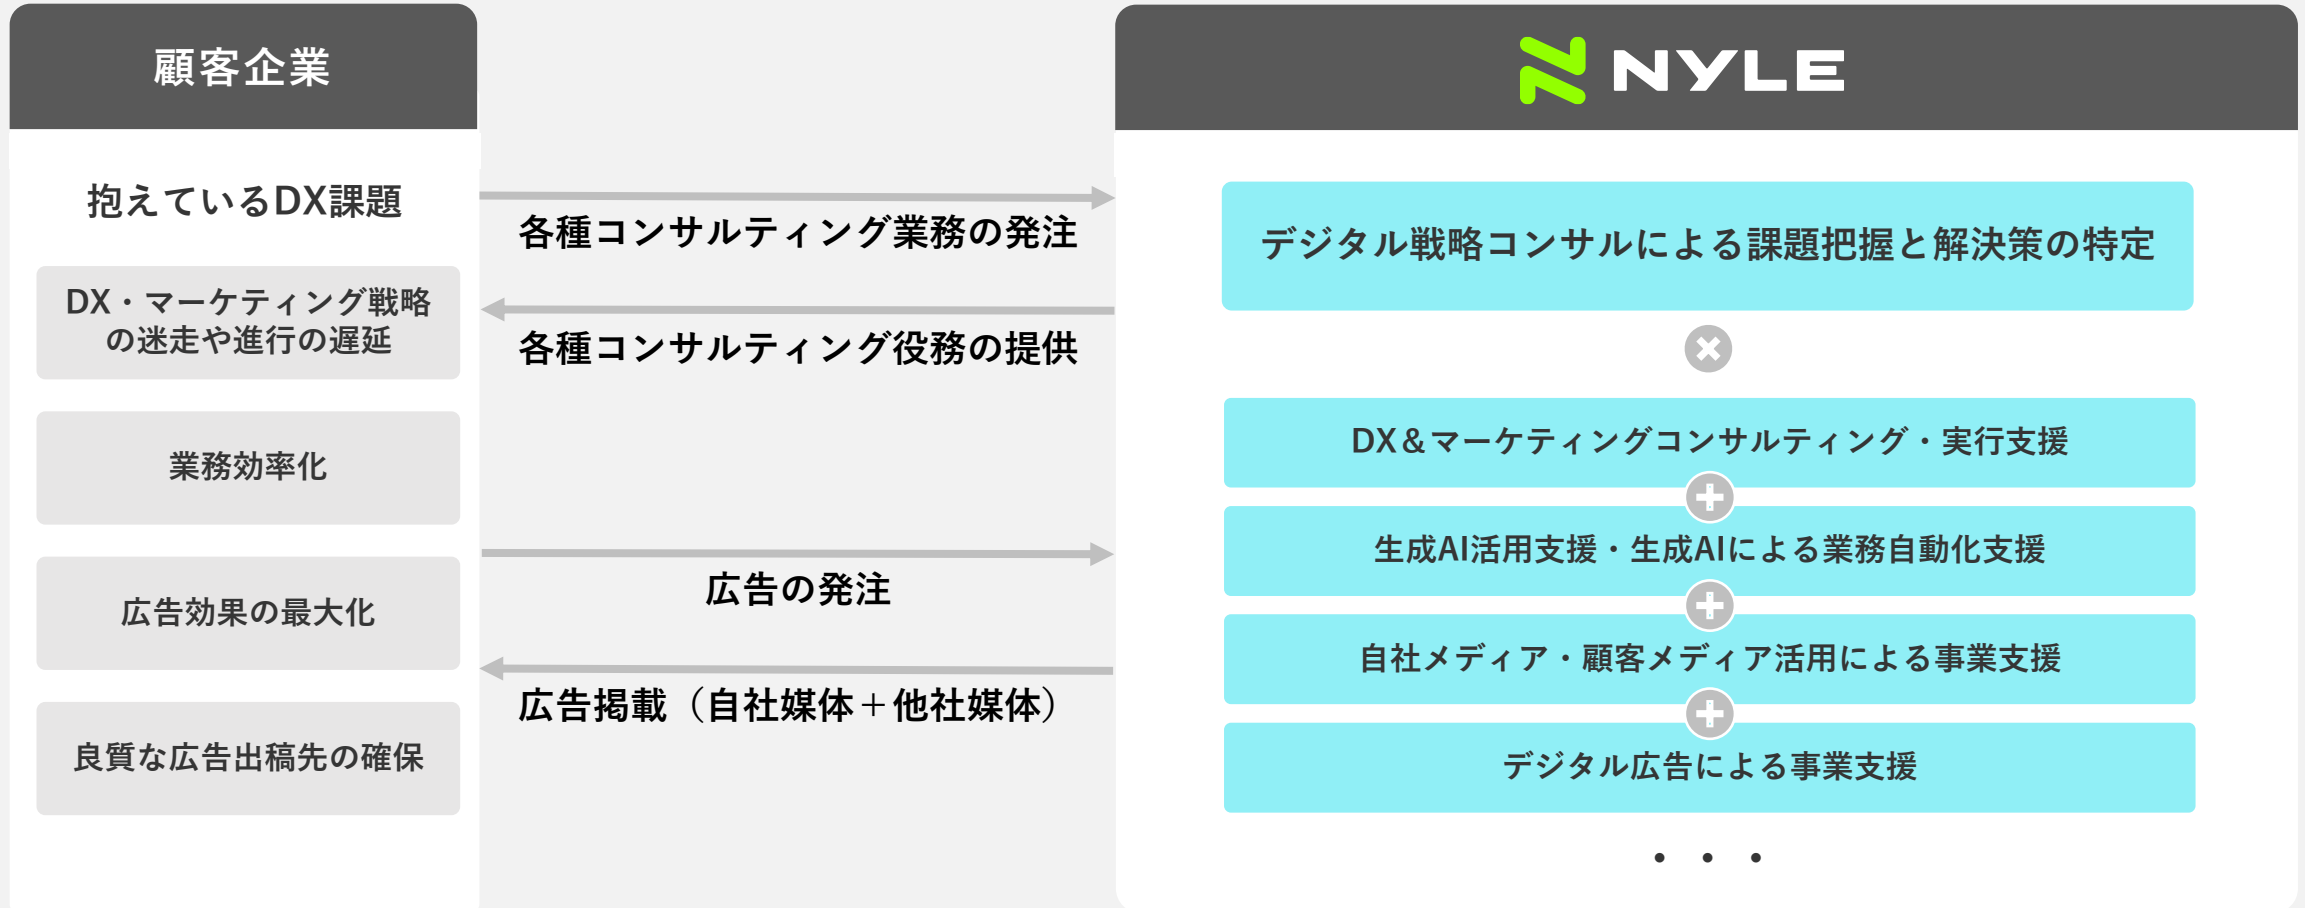 顧客企業
抱えているDX課題
DX・マーケティング戦略
の迷走や進行の遅延
業務効率化
広告効果の最大化
良質な広告出稿先の確保
各種コンサルティング業務の発注
各種コンサルティング役務の提供
広告の発注
広告掲載（自社媒体＋他社媒体）
NYLE
デジタル戦略コンサルによる課題把握と解決策の特定
DX＆マーケティングコンサルティング・実行支援
生成AI活用支援・生成AIによる業務自動化支援
自社メディア・顧客メディア活用による事業支援
デジタル広告による事業支援
・・・